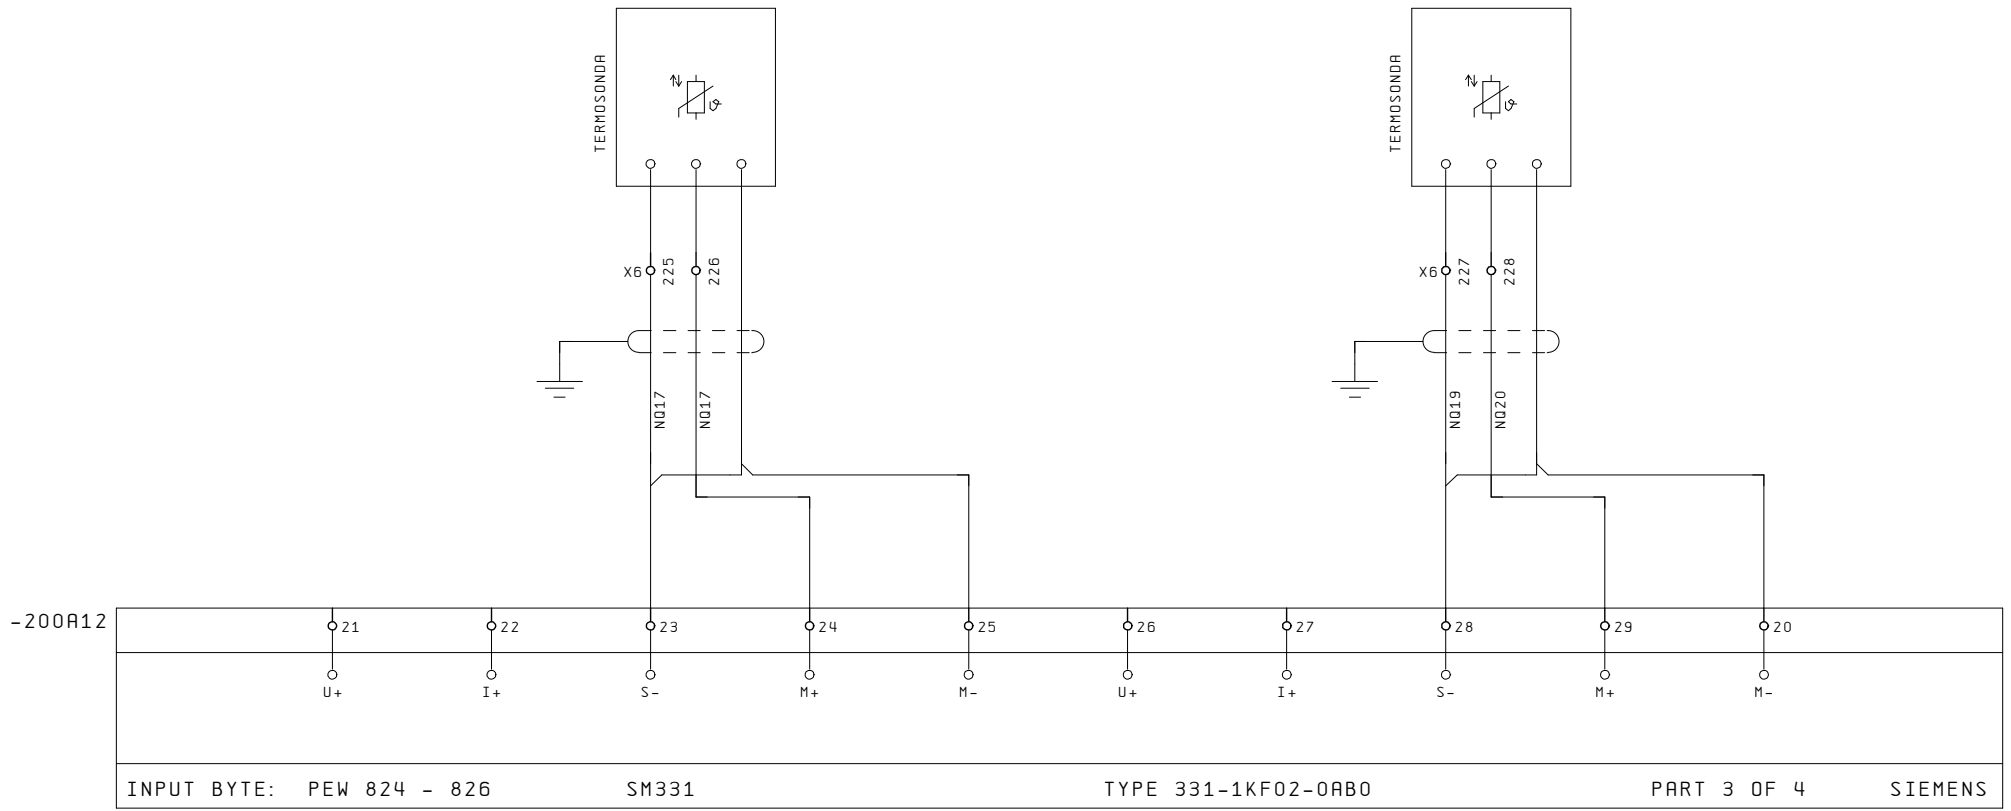 TERMOSONDA
TERMOSONDA
X6 225 226
X6 227 228
NQ17 NQ17
NQ19 NQ20
-200A12
21 22 23 24 25 26 27 28 29 20
U+ I+ S- M+ M- U+ I+ S- M+ M-
INPUT BYTE: PEW 824 - 826 SM331 TYPE 331-1KF02-0AB0 PART 3 OF 4 SIEMENS